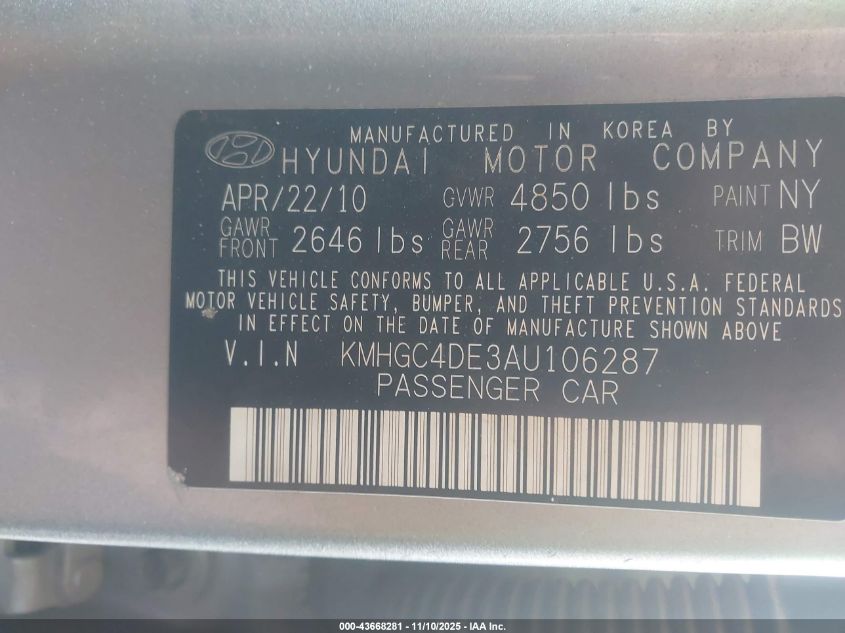 MANUFACTURED IN KOREA BY
HYUNDAI MOTOR COMPANY
APR/22/10 GVWR 4850 lbs PAINT NY
GAWR FRONT 2646 lbs GAWR REAR 2756 lbs TRIM BW
THIS VEHICLE CONFORMS TO ALL APPLICABLE U.S.A. FEDERAL
MOTOR VEHICLE SAFETY, BUMPER, AND THEFT PREVENTION STANDARDS
IN EFFECT ON THE DATE OF MANUFACTURE SHOWN ABOVE
V.I.N KMHGC4DE3AU106287
PASSENGER CAR
000-43668281 - 11/10/2025 - IAA Inc.